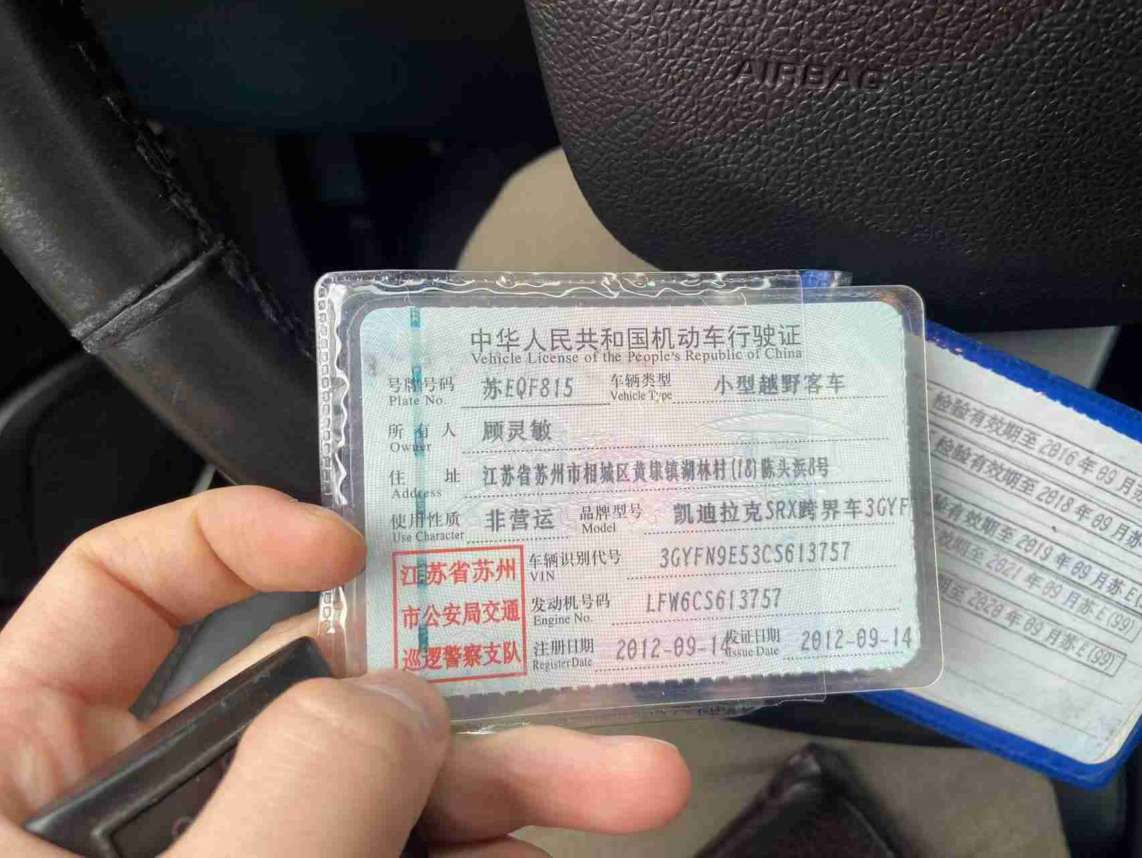 AIRBAG
中华人民共和国机动车行驶证
Vehicle License of the People's Republic of China
号牌号码 苏EQF815 车辆类型 小型越野客车
Plate No. Vehicle Type
所有人 顾灵敏
Owner
住址 江苏省苏州市相城区黄埭镇湖林村(18)陈头浜8号
Address
使用性质 非营运 品牌型号 凯迪拉克SRX跨界车3GYF
Use Character Model
江苏省苏州
市公安局交通
巡逻警察支队
车辆识别代号 3GYFN9E53CS613757
VIN
发动机号码 LFW6CS613757
Engine No.
注册日期 2012-09-14 发证日期 2012-09-14
Register Date Issue Date
检验有效期至 2016年09月
检验有效期至 2018年09月苏
检验有效期至 2019年09月苏E
有效期至 2021年09月苏E(99)
有效期至 2020年09月苏E(99)